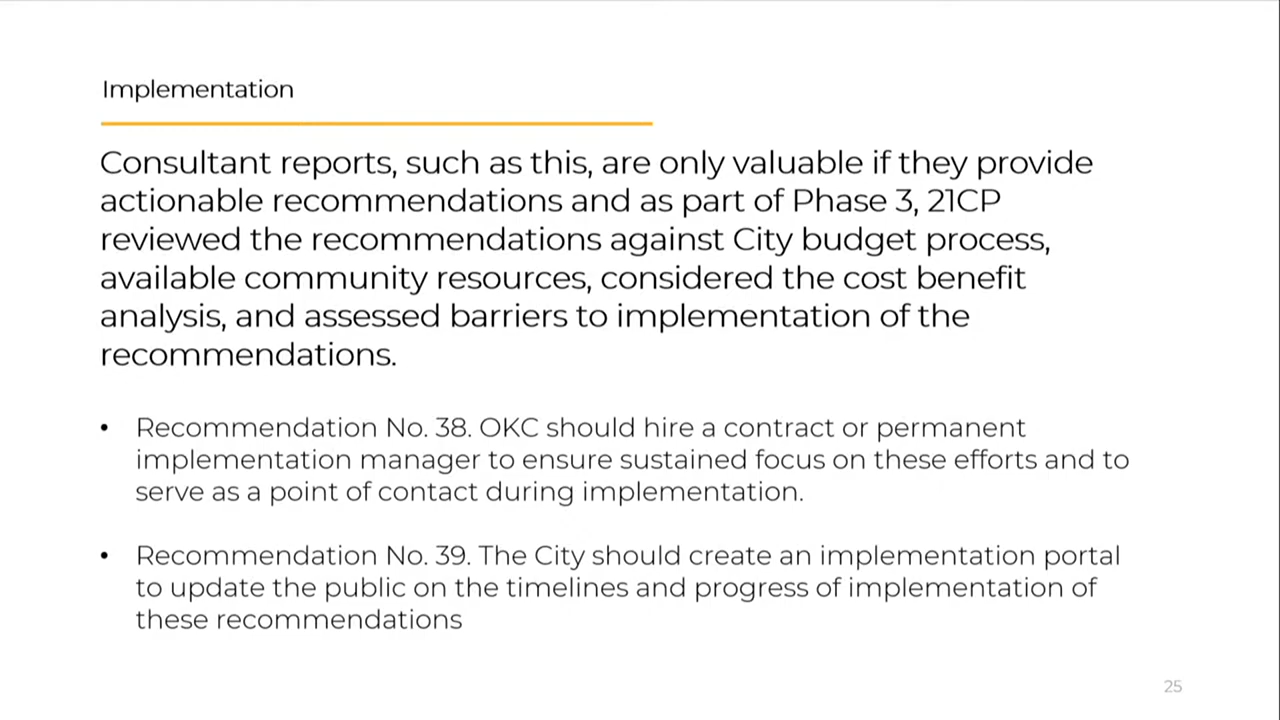 Implementation
Consultant reports, such as this, are only valuable if they provide
actionable recommendations and as part of Phase 3, 21CP
reviewed the recommendations against City budget process,
available community resources, considered the cost benefit
analysis, and assessed barriers to implementation of the
recommendations.
• Recommendation No. 38. OKC should hire a contract or permanent
implementation manager to ensure sustained focus on these efforts and to
serve as a point of contact during implementation.
• Recommendation No. 39. The City should create an implementation portal
to update the public on the timelines and progress of implementation of
these recommendations
25